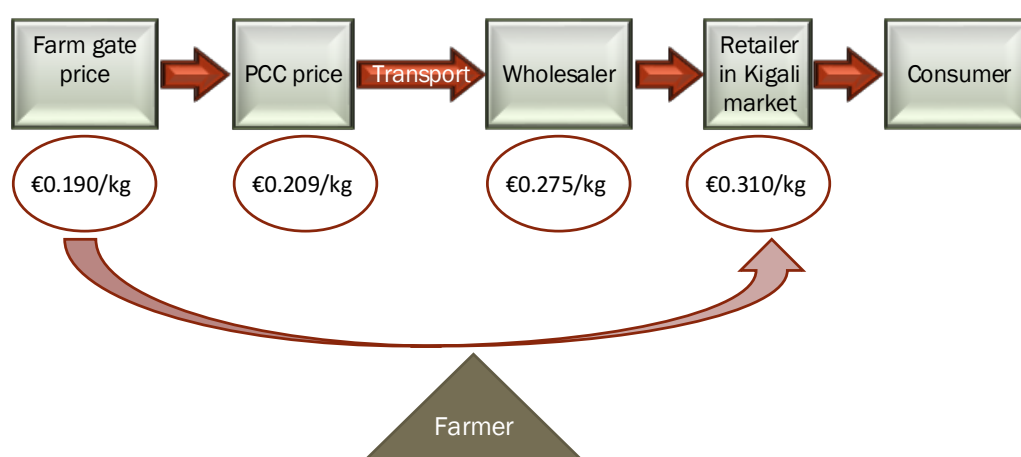 Farm gate
price
PCC price
Transport
Wholesaler
Retailer
in Kigali
market
Consumer
€0.190/kg
€0.209/kg
€0.275/kg
€0.310/kg
Farmer